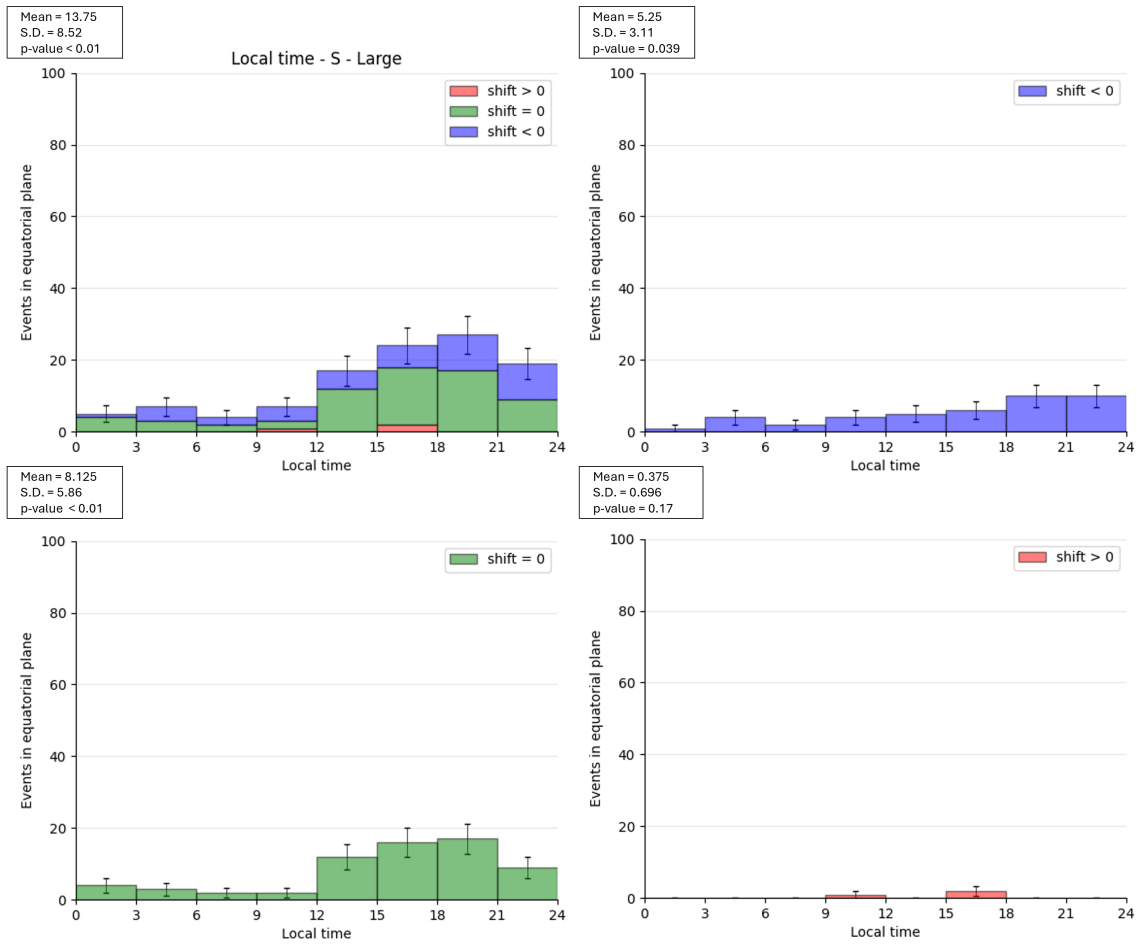 Mean = 13.75
S.D. = 8.52
p-value < 0.01
Local time - S - Large
shift > 0
shift = 0
shift < 0
Events in equatorial plane
100
80
60
40
20
0
0 3 6 9 12 15 18 21 24
Local time
Mean = 5.25
S.D. = 3.11
p-value = 0.039
shift < 0
Events in equatorial plane
100
80
60
40
20
0
0 3 6 9 12 15 18 21 24
Local time
Mean = 8.125
S.D. = 5.86
p-value < 0.01
shift = 0
Events in equatorial plane
100
80
60
40
20
0
0 3 6 9 12 15 18 21 24
Local time
Mean = 0.375
S.D. = 0.696
p-value = 0.17
shift > 0
Events in equatorial plane
100
80
60
40
20
0
0 3 6 9 12 15 18 21 24
Local time